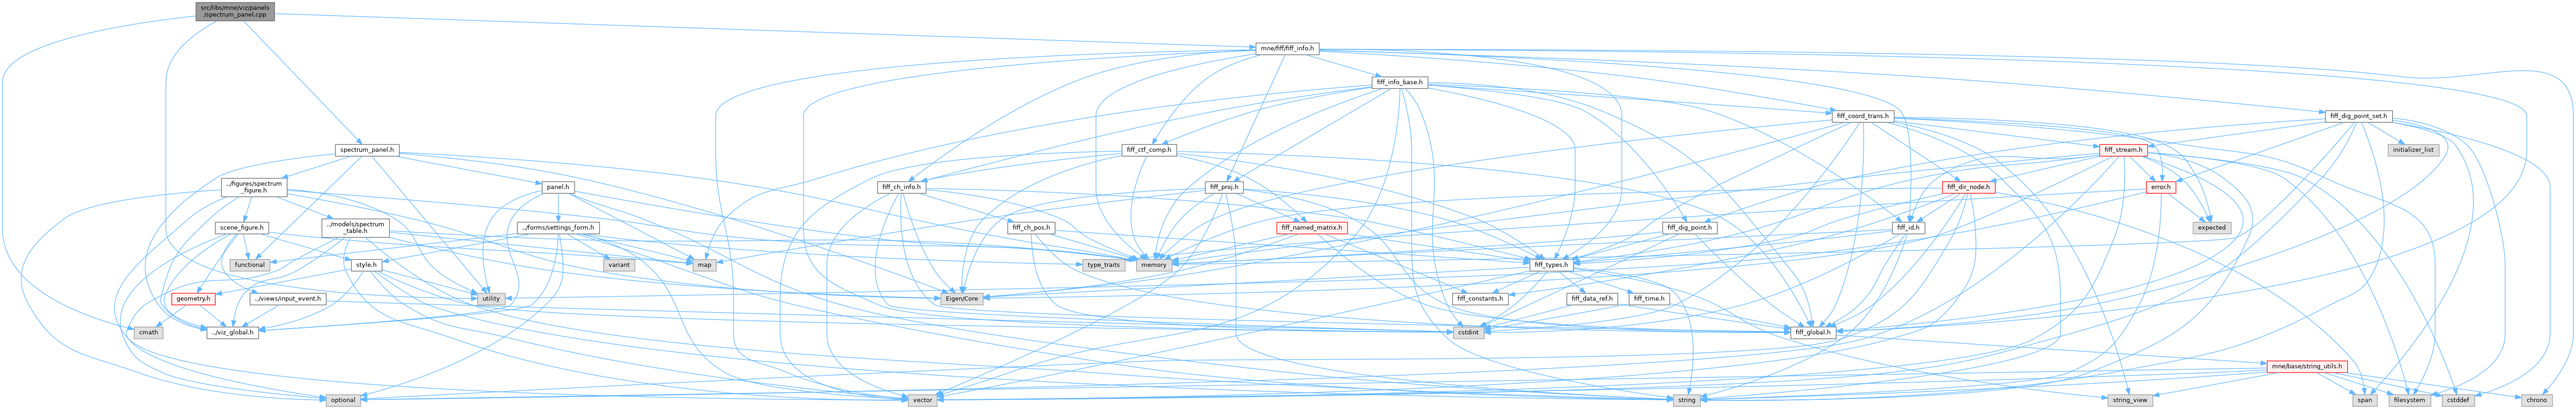 src/libs/mne/viz/panels
/spectrum_panel.cpp
mne/fiff/fiff_info.h
fiff_info_base.h
fiff_coord_trans.h
fiff_dig_point_set.h
spectrum_panel.h
fiff_ctf_comp.h
fiff_stream.h
initializer_list
../figures/spectrum
_figure.h
panel.h
fiff_ch_info.h
fiff_proj.h
fiff_dir_node.h
error.h
scene_figure.h
../models/spectrum
_table.h
../forms/settings_form.h
fiff_ch_pos.h
fiff_named_matrix.h
fiff_dig_point.h
fiff_id.h
expected
functional
style.h
variant
map
type_traits
memory
fiff_types.h
geometry.h
../views/input_event.h
utility
Eigen/Core
fiff_constants.h
fiff_data_ref.h
fiff_time.h
cmath
../viz_global.h
cstdint
fiff_global.h
mne/base/string_utils.h
optional
vector
string
string_view
span
filesystem
cstddef
chrono